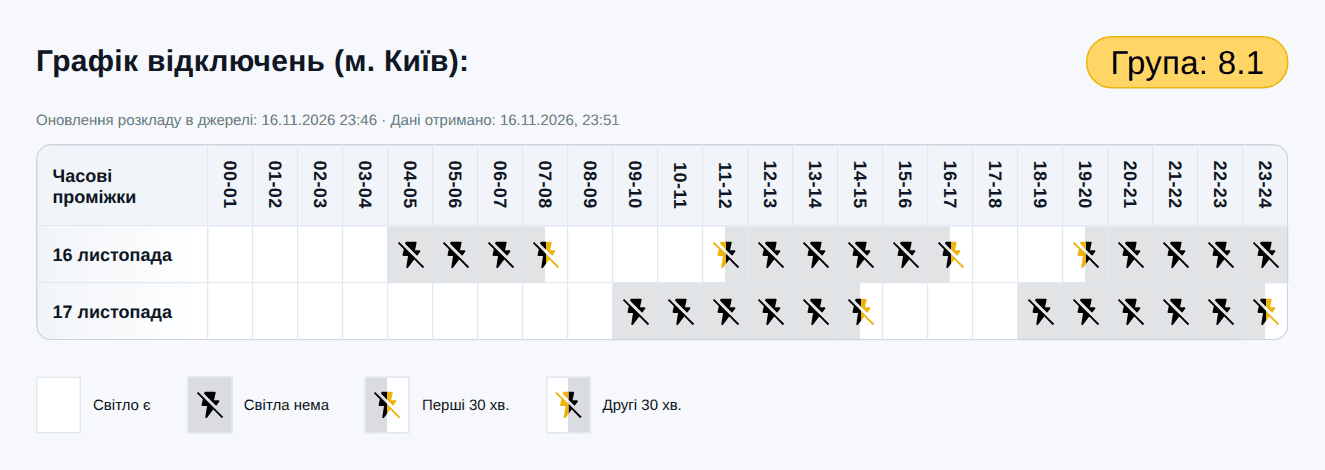 Графік відключень (м. Київ):
Група: 8.1
Оновлення розкладу в джерелі: 16.11.2026 23:46 · Дані отримано: 16.11.2026, 23:51
Часові
проміжки
00-01
01-02
02-03
03-04
04-05
05-06
06-07
07-08
08-09
09-10
10-11
11-12
12-13
13-14
14-15
15-16
16-17
17-18
18-19
19-20
20-21
21-22
22-23
23-24
16 листопада
17 листопада
Світло є
Світла нема
Перші 30 хв.
Другі 30 хв.